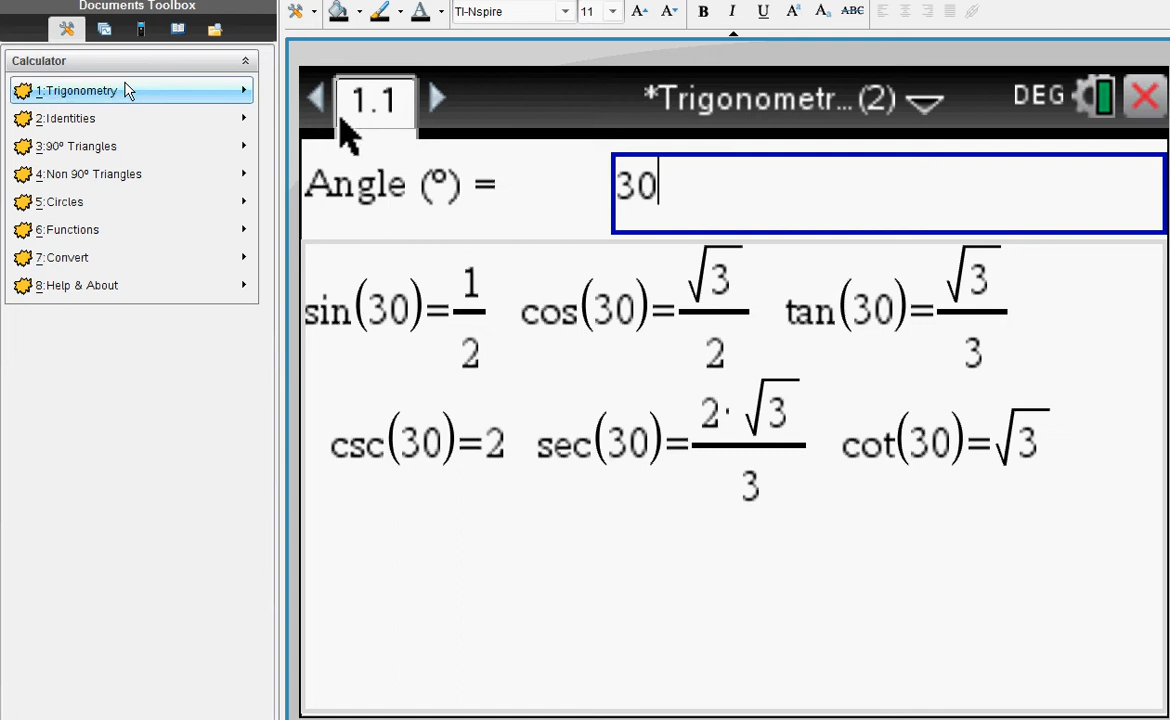 Documents Toolbox
TI-Nspire 11 A A B I U A A ABC
Calculator
1:Trigonometry
2:Identities
3:90º Triangles
4:Non 90º Triangles
5:Circles
6:Functions
7:Convert
8:Help & About
1.1 *Trigonometr... (2) DEG
Angle (º) = 30
sin(30)=1/2 cos(30)=√3/2 tan(30)=√3/3
csc(30)=2 sec(30)=2·√3/3 cot(30)=√3